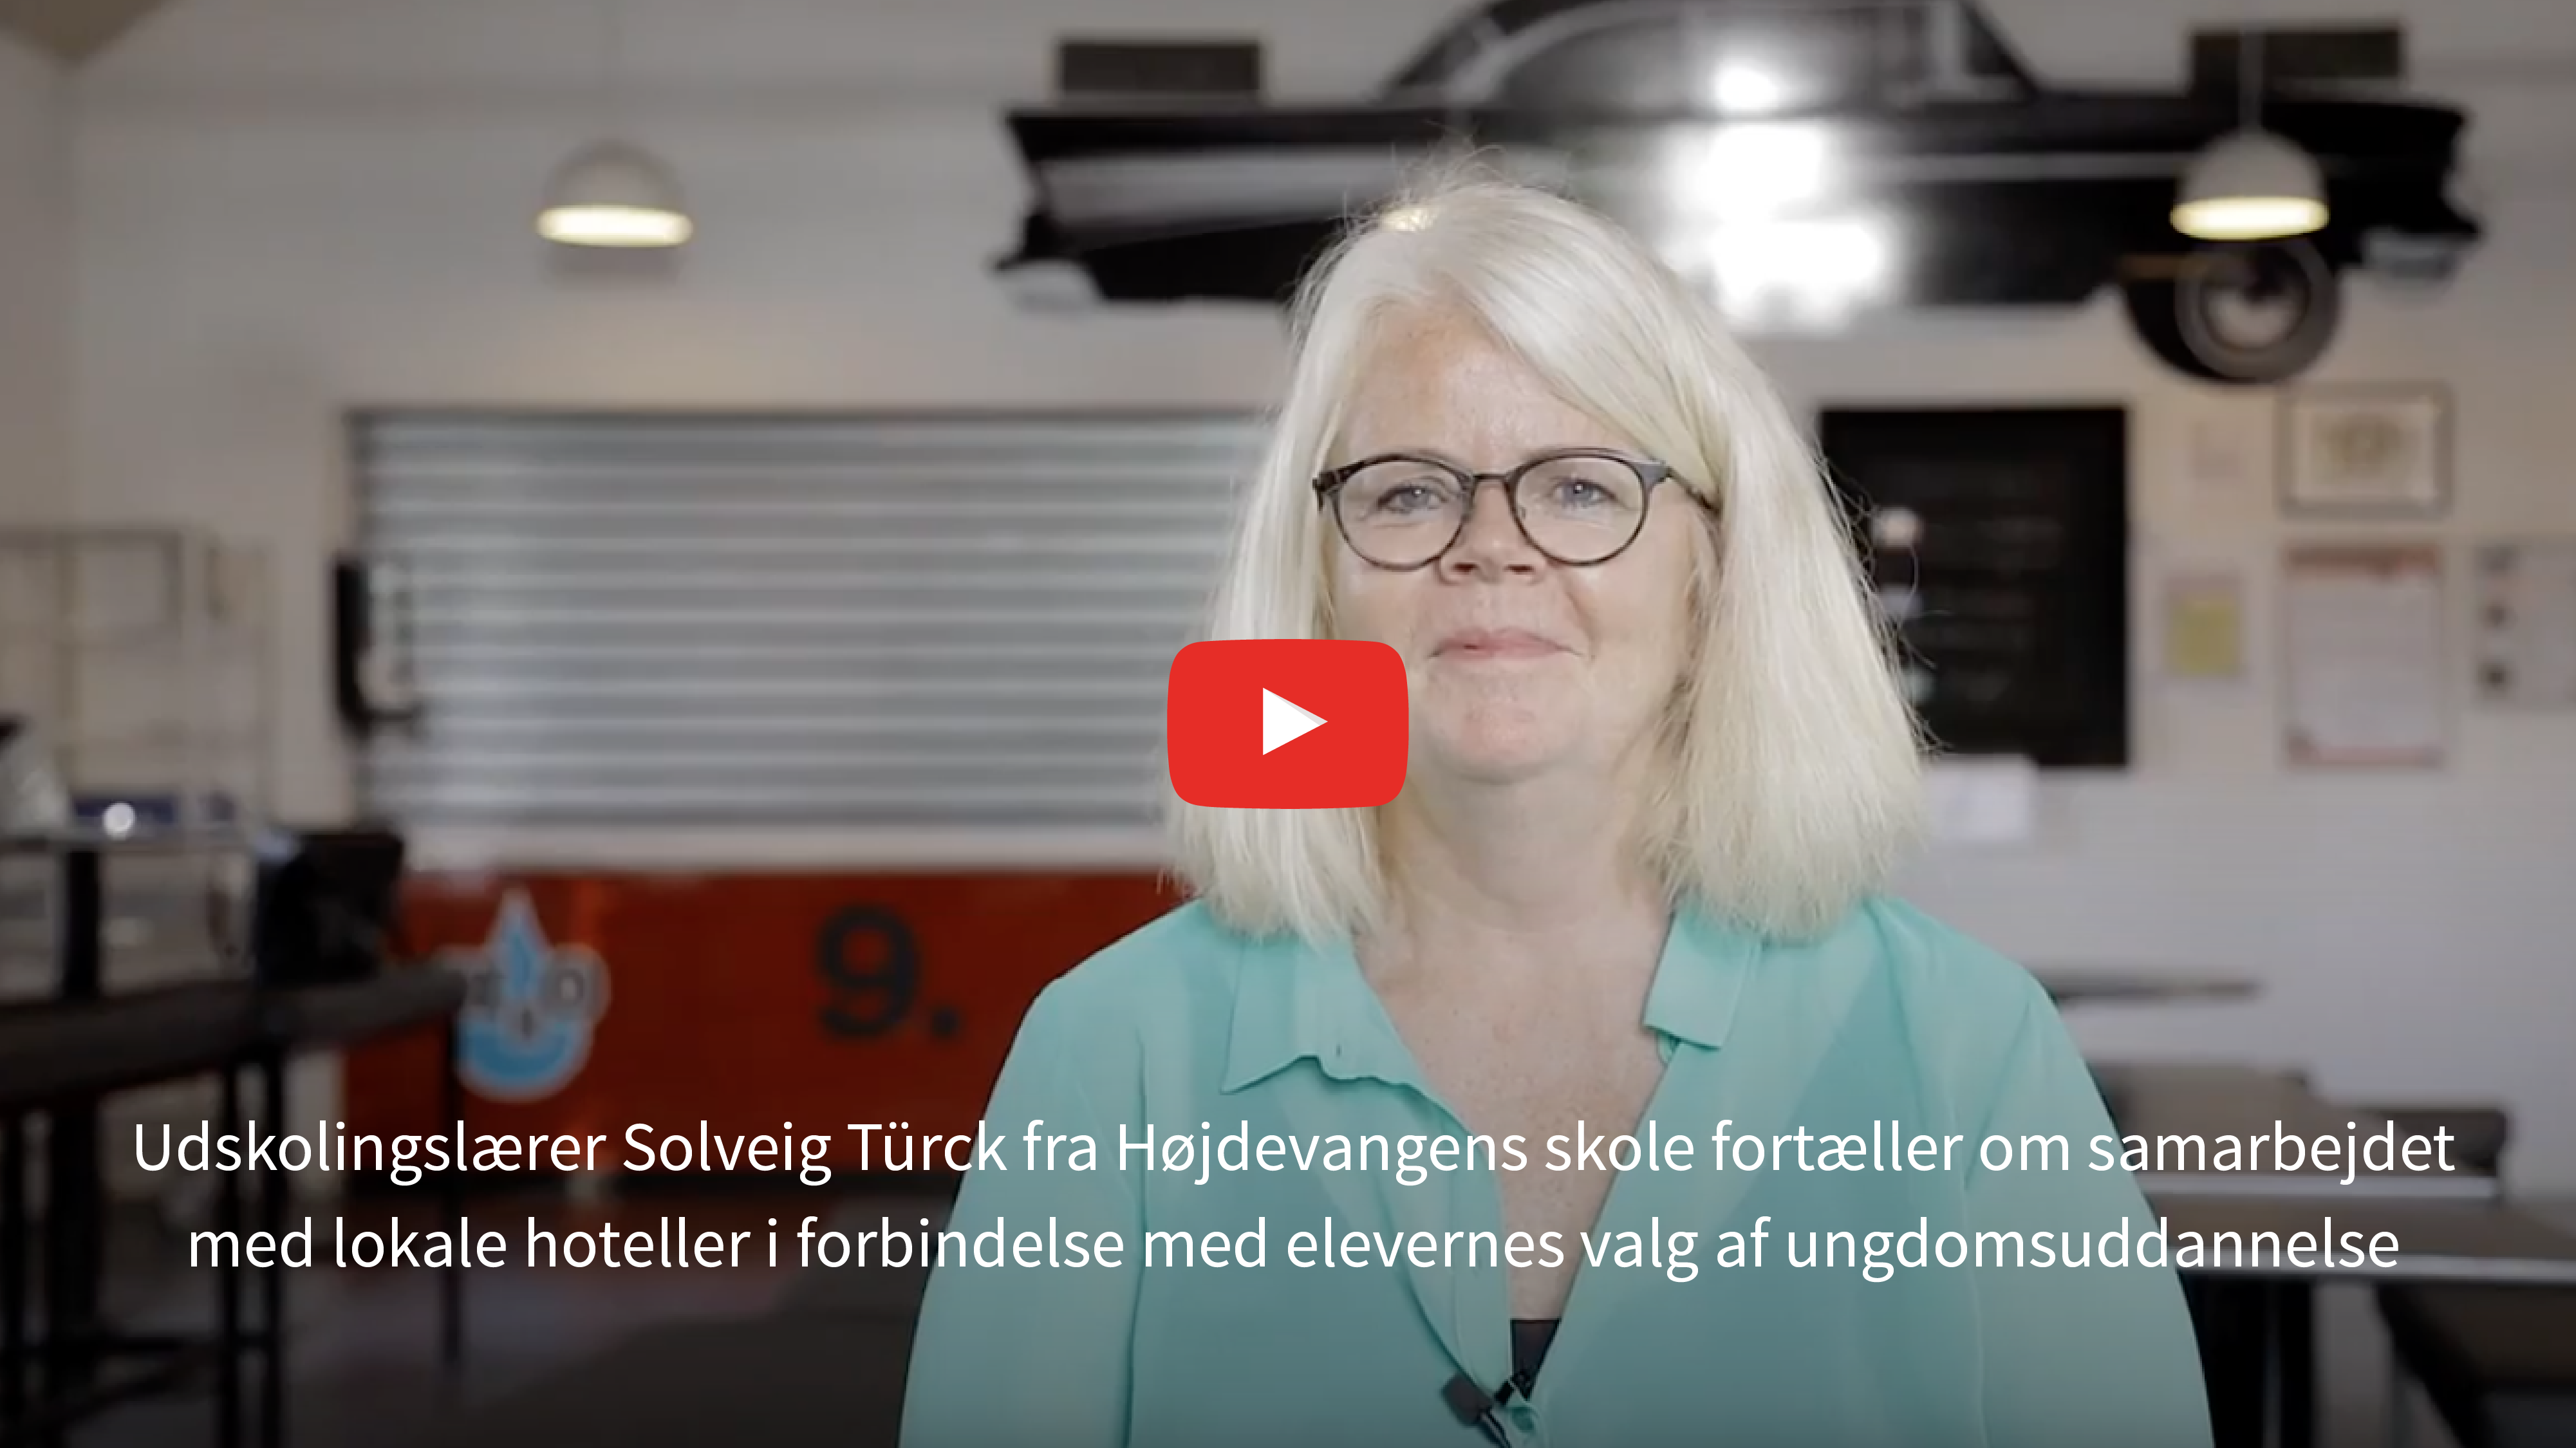 9.
Udskolingslærer Solveig Türck fra Højdevangens skole fortæller om samarbejdet
med lokale hoteller i forbindelse med elevernes valg af ungdomsuddannelse